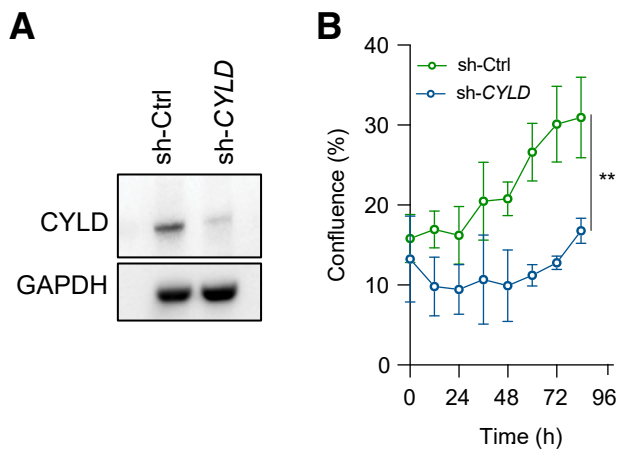 A
sh-Ctrl
sh-CYLD
CYLD
GAPDH
B
sh-Ctrl
sh-CYLD
Confluence (%)
40
30
20
10
0
**
0 24 48 72 96
Time (h)